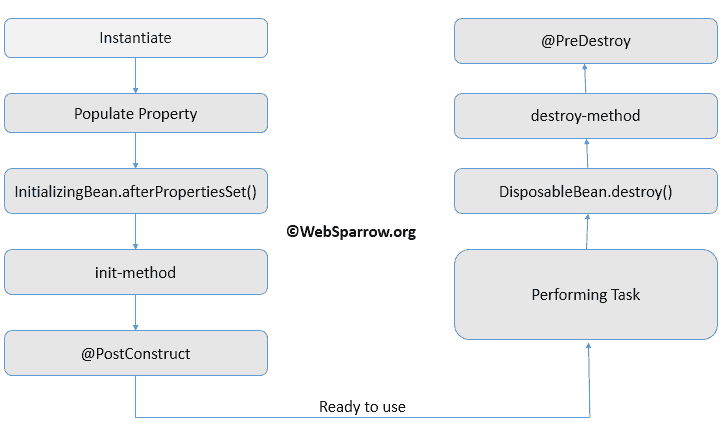 Instantiate
Populate Property
InitializingBean.afterPropertiesSet()
init-method
@PostConstruct
Ready to use
Performing Task
DisposableBean.destroy()
destroy-method
@PreDestroy
©WebSparrow.org